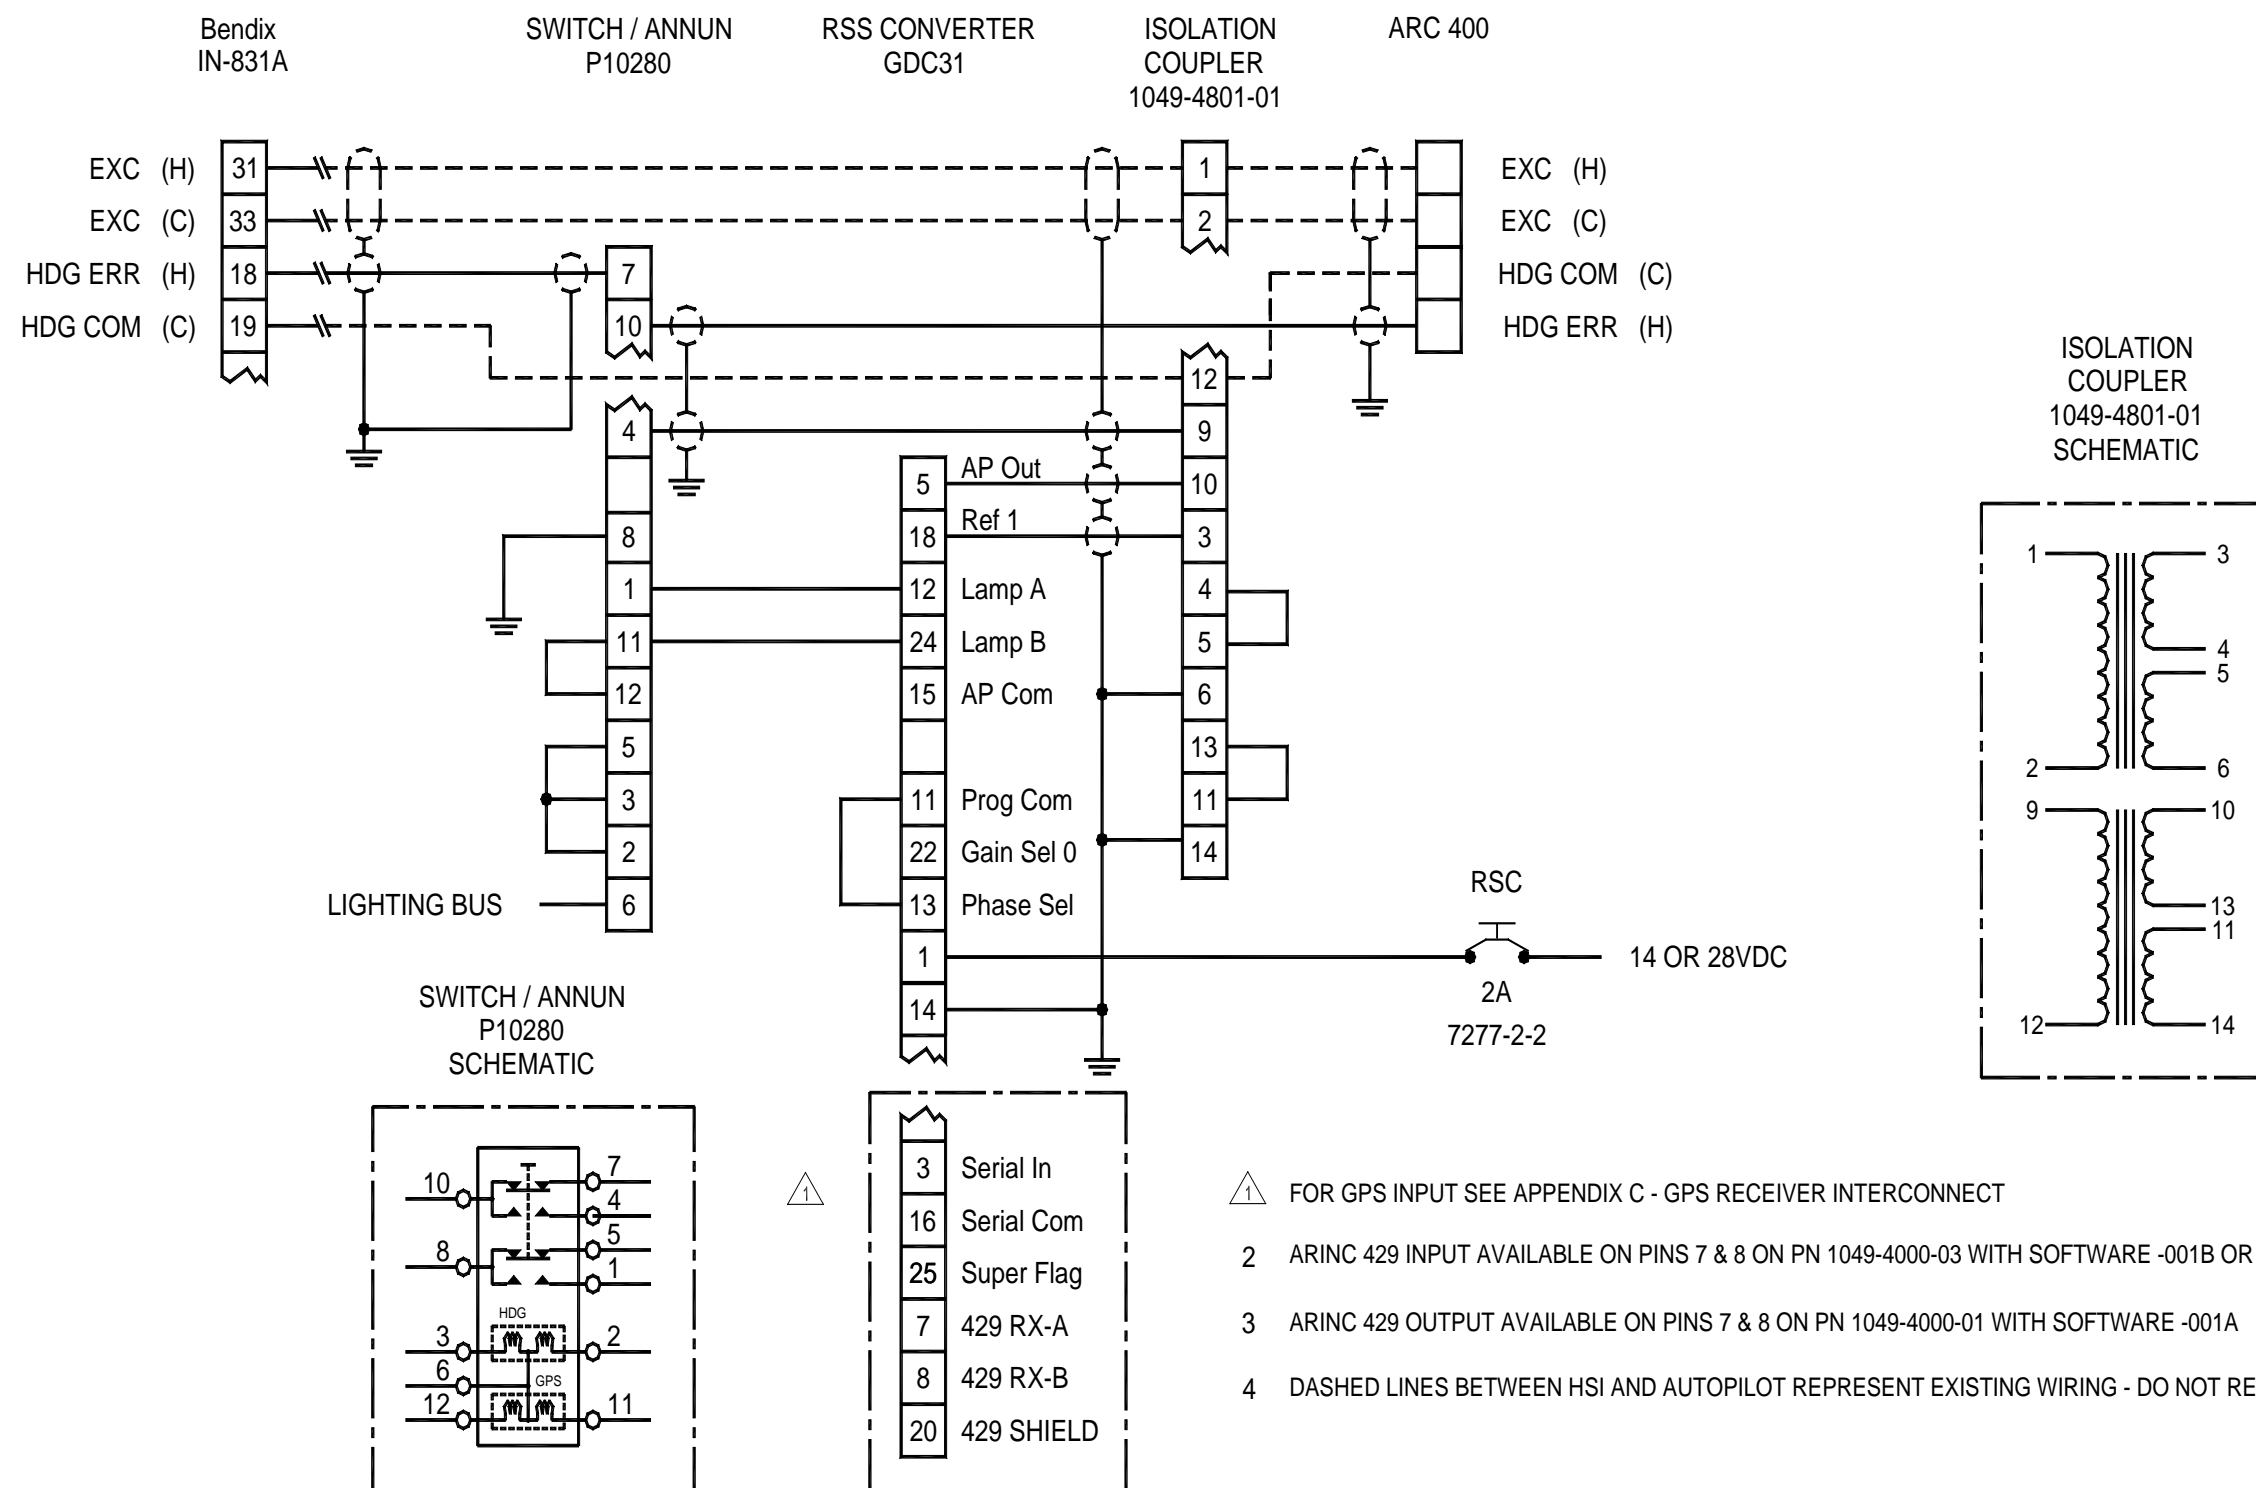 Bendix
IN-831A
SWITCH / ANNUN
P10280
RSS CONVERTER
GDC31
ISOLATION
COUPLER
1049-4801-01
ARC 400
EXC (H) 31
EXC (C) 33
HDG ERR (H) 18
HDG COM (C) 19
7
10
4
8
1
11
12
5
3
2
LIGHTING BUS 6
5 AP Out
18 Ref 1
12 Lamp A
24 Lamp B
15 AP Com
11 Prog Com
22 Gain Sel 0
13 Phase Sel
1
14
1
2
12
9
10
3
4
5
6
13
11
14
EXC (H)
EXC (C)
HDG COM (C)
HDG ERR (H)
RSC
2A
7277-2-2
14 OR 28VDC
ISOLATION
COUPLER
1049-4801-01
SCHEMATIC
1 3
4
5
2 6
9 10
13
11
12 14
SWITCH / ANNUN
P10280
SCHEMATIC
10 7
4
8 5
1
HDG
3 2
6 GPS
12 11
1
3 Serial In
16 Serial Com
25 Super Flag
7 429 RX-A
8 429 RX-B
20 429 SHIELD
1 FOR GPS INPUT SEE APPENDIX C - GPS RECEIVER INTERCONNECT
2 ARINC 429 INPUT AVAILABLE ON PINS 7 & 8 ON PN 1049-4000-03 WITH SOFTWARE -001B OR
3 ARINC 429 OUTPUT AVAILABLE ON PINS 7 & 8 ON PN 1049-4000-01 WITH SOFTWARE -001A
4 DASHED LINES BETWEEN HSI AND AUTOPILOT REPRESENT EXISTING WIRING - DO NOT RE